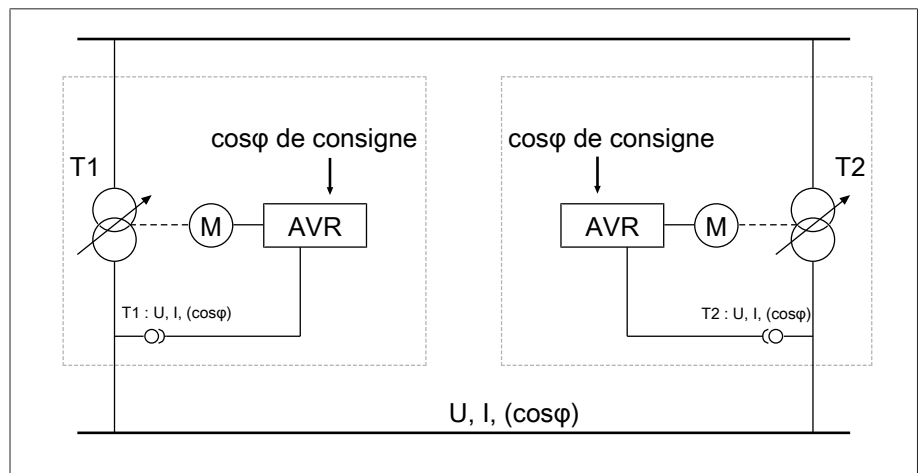 cosφ de consigne
cosφ de consigne
T1
T2
M
AVR
AVR
M
T1 : U, I, (cosφ)
T2 : U, I, (cosφ)
U, I, (cosφ)